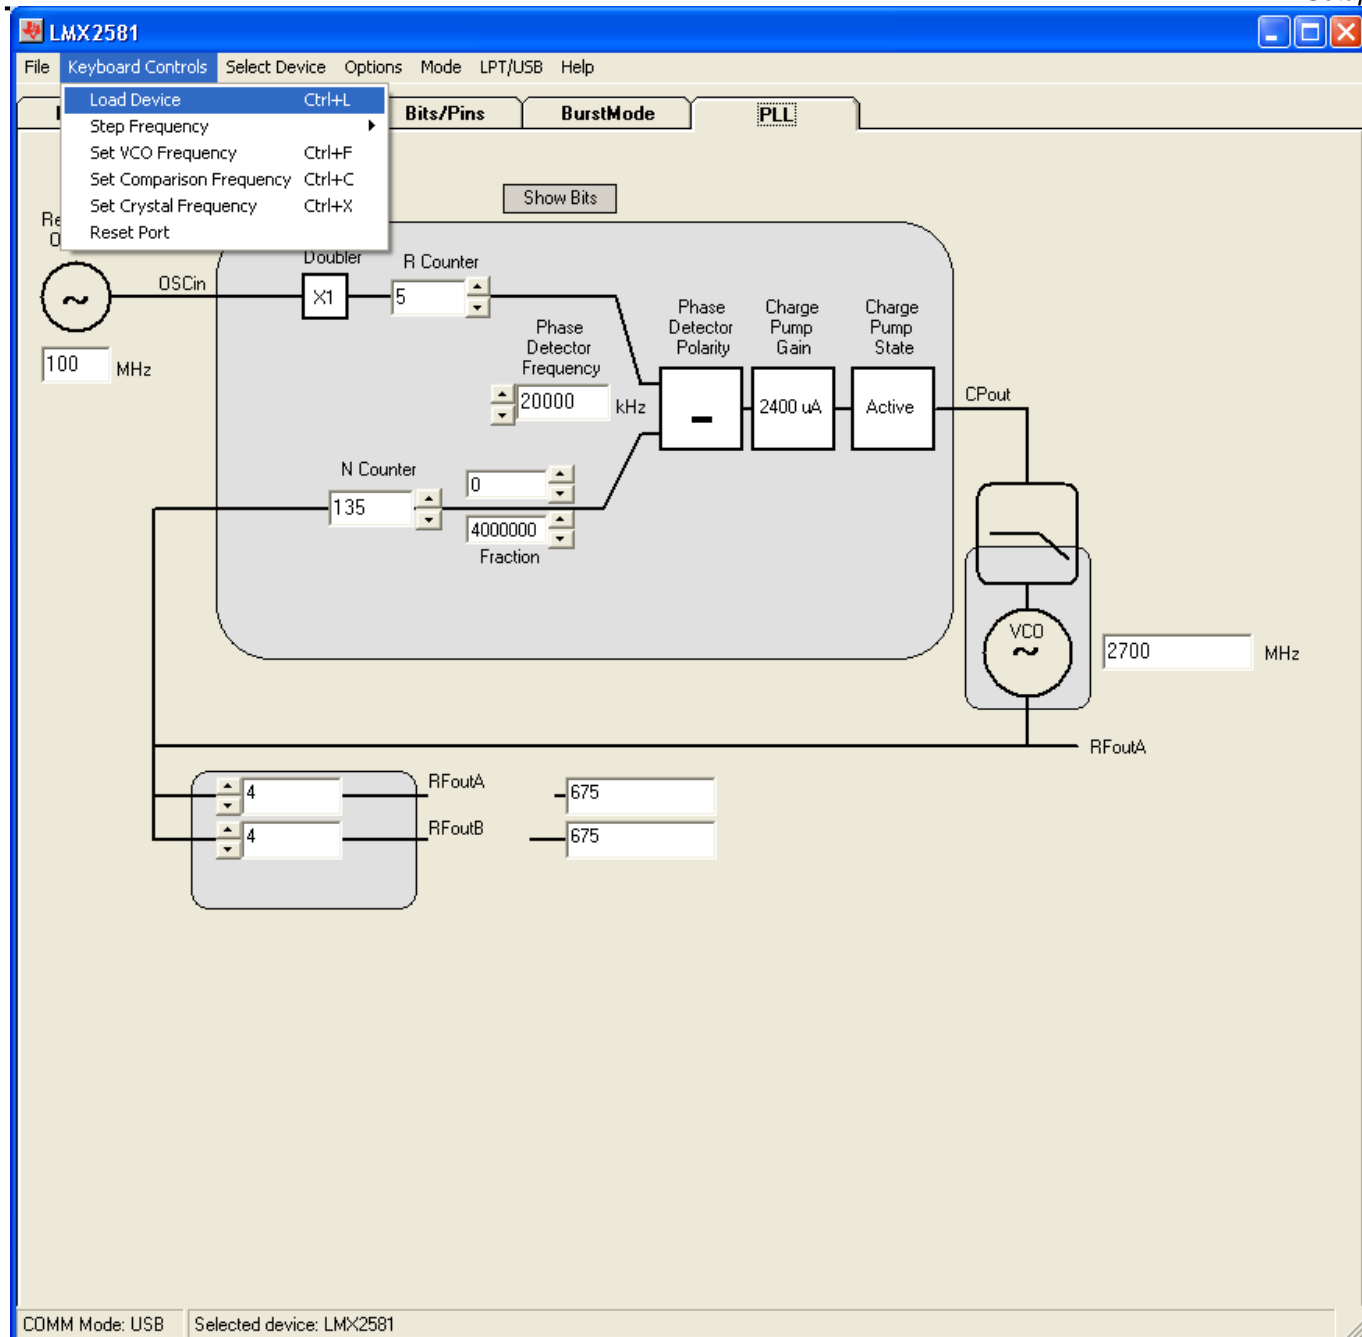 LMX2581
File Keyboard Controls Select Device Options Mode LPT/USB Help
Load Device Ctrl+L
Step Frequency
Set VCO Frequency Ctrl+F
Set Comparison Frequency Ctrl+C
Set Crystal Frequency Ctrl+X
Reset Port
Bits/Pins BurstMode PLL
Show Bits
OSCin
100 MHz
Doubler
X1
R Counter
5
Phase
Detector
Frequency
20000 kHz
Phase
Detector
Polarity
-
Charge
Pump
Gain
2400 uA
Charge
Pump
State
Active
CPout
N Counter
135
0
4000000
Fraction
VCO
2700 MHz
RFoutA
4 RFoutA 675
4 RFoutB 675
COMM Mode: USB Selected device: LMX2581